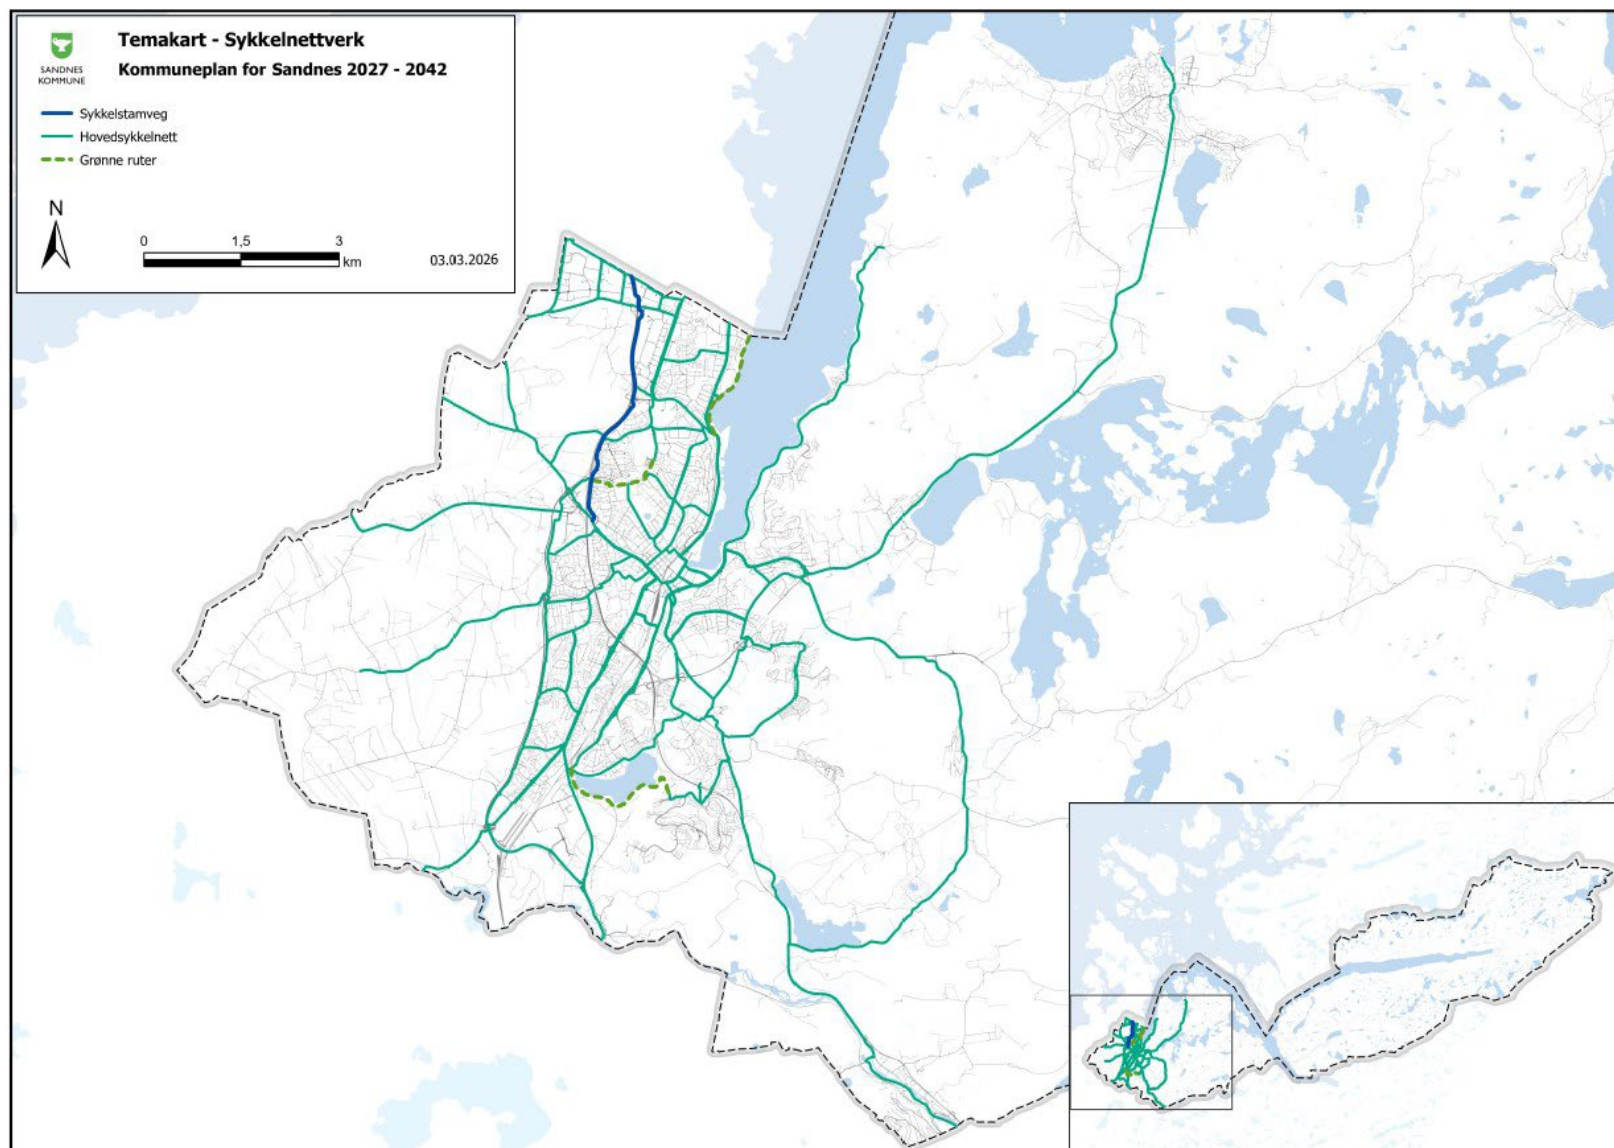 Temakart - Sykkelnettverk
Kommuneplan for Sandnes 2027 - 2042
SANDNES
KOMMUNE
Sykkelstamveg
Hovedsykkelnett
Grønne ruter
N
0 1,5 3
km
03.03.2026